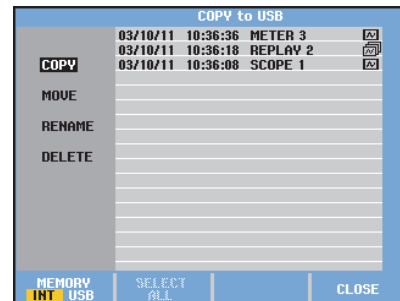 COPY to USB
03/10/11 10:36:36 METER 3
03/10/11 10:36:18 REPLAY 2
03/10/11 10:36:08 SCOPE 1
COPY
MOVE
RENAME
DELETE
MEMORY
INT USB
SELECT
ALL
CLOSE